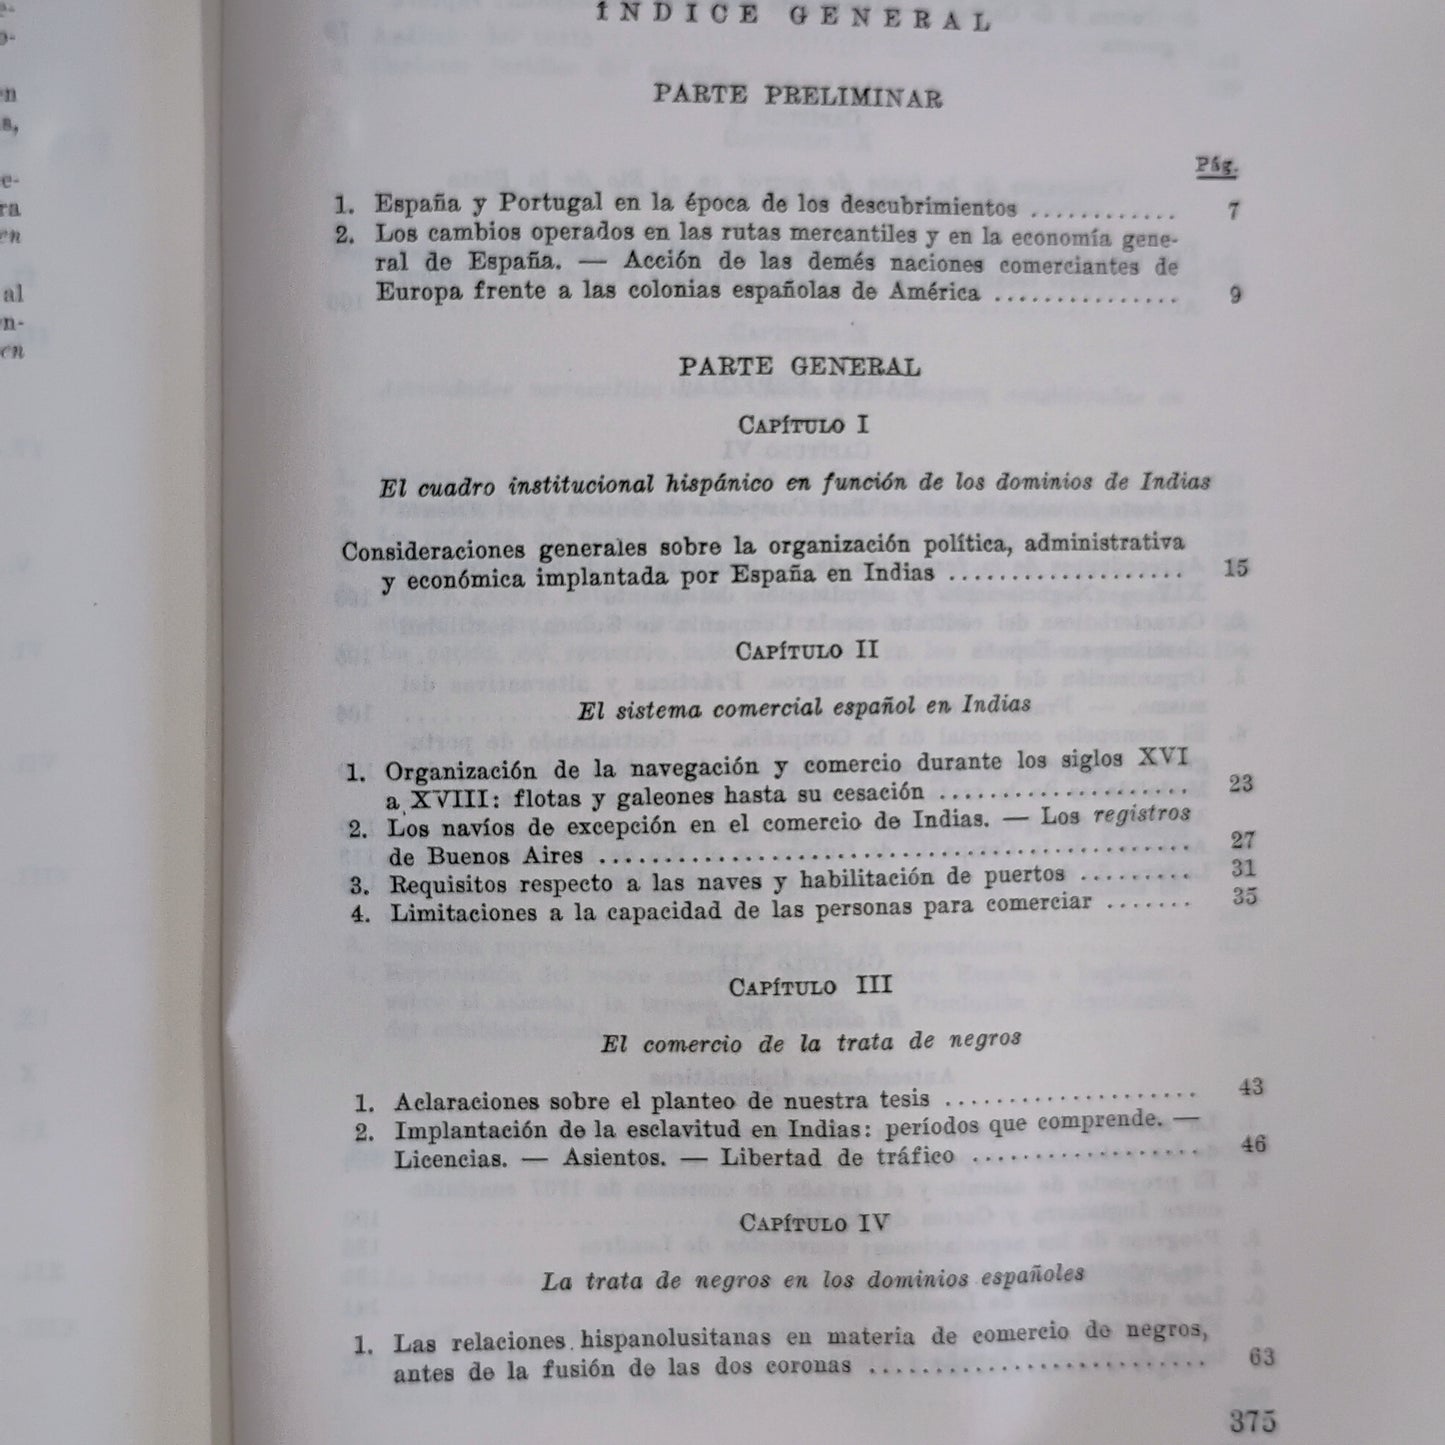 ÍNDICE GENERAL
PARTE PRELIMINAR
Pág.
1. España y Portugal en la época de los descubrimientos ............ 7
2. Los cambios operados en las rutas mercantiles y en la economía gene-
ral de España. — Acción de las demés naciones comerciantes de
Europa frente a las colonias españolas de América ............... 9
PARTE GENERAL
CAPÍTULO I
El cuadro institucional hispánico en función de los dominios de Indias
Consideraciones generales sobre la organización política, administrativa
y económica implantada por España en Indias ................... 15
CAPÍTULO II
El sistema comercial español en Indias
1. Organización de la navegación y comercio durante los siglos XVI
a XVIII: flotas y galeones hasta su cesación .................... 23
2. Los navíos de excepción en el comercio de Indias. — Los registros
de Buenos Aires ............................................... 27
3. Requisitos respecto a las naves y habilitación de puertos ......... 31
4. Limitaciones a la capacidad de las personas para comerciar ....... 35
CAPÍTULO III
El comercio de la trata de negros
1. Aclaraciones sobre el planteo de nuestra tesis .................... 43
2. Implantación de la esclavitud en Indias: períodos que comprende. —
Licencias. — Asientos. — Libertad de tráfico .................. 46
CAPÍTULO IV
La trata de negros en los dominios españoles
1. Las relaciones hispanolusitanas en materia de comercio de negros,
antes de la fusión de las dos coronas ........................... 63
375